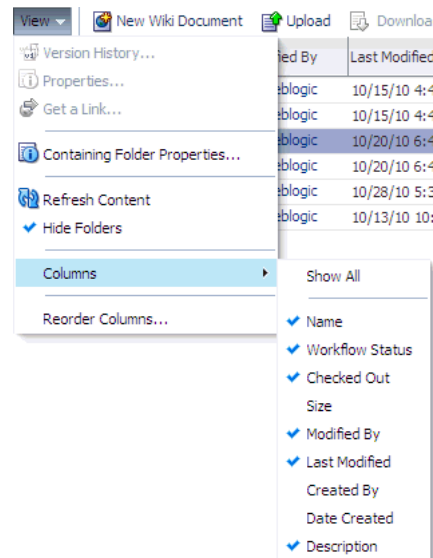 View New Wiki Document Upload Downloa
Version History... ied By Last Modified
Properties... eblogic 10/15/10 4:4
Get a Link... eblogic 10/15/10 4:4
eblogic 10/20/10 6:4
Containing Folder Properties... eblogic 10/20/10 6:4
Refresh Content eblogic 10/28/10 5:3
Hide Folders eblogic 10/13/10 10:
Columns Show All
Reorder Columns...
Name
Workflow Status
Checked Out
Size
Modified By
Last Modified
Created By
Date Created
Description